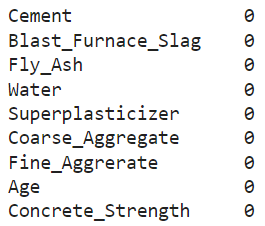 Cement 0
Blast_Furnace_Slag 0
Fly_Ash 0
Water 0
Superplasticizer 0
Coarse_Aggregate 0
Fine_Aggrerate 0
Age 0
Concrete_Strength 0